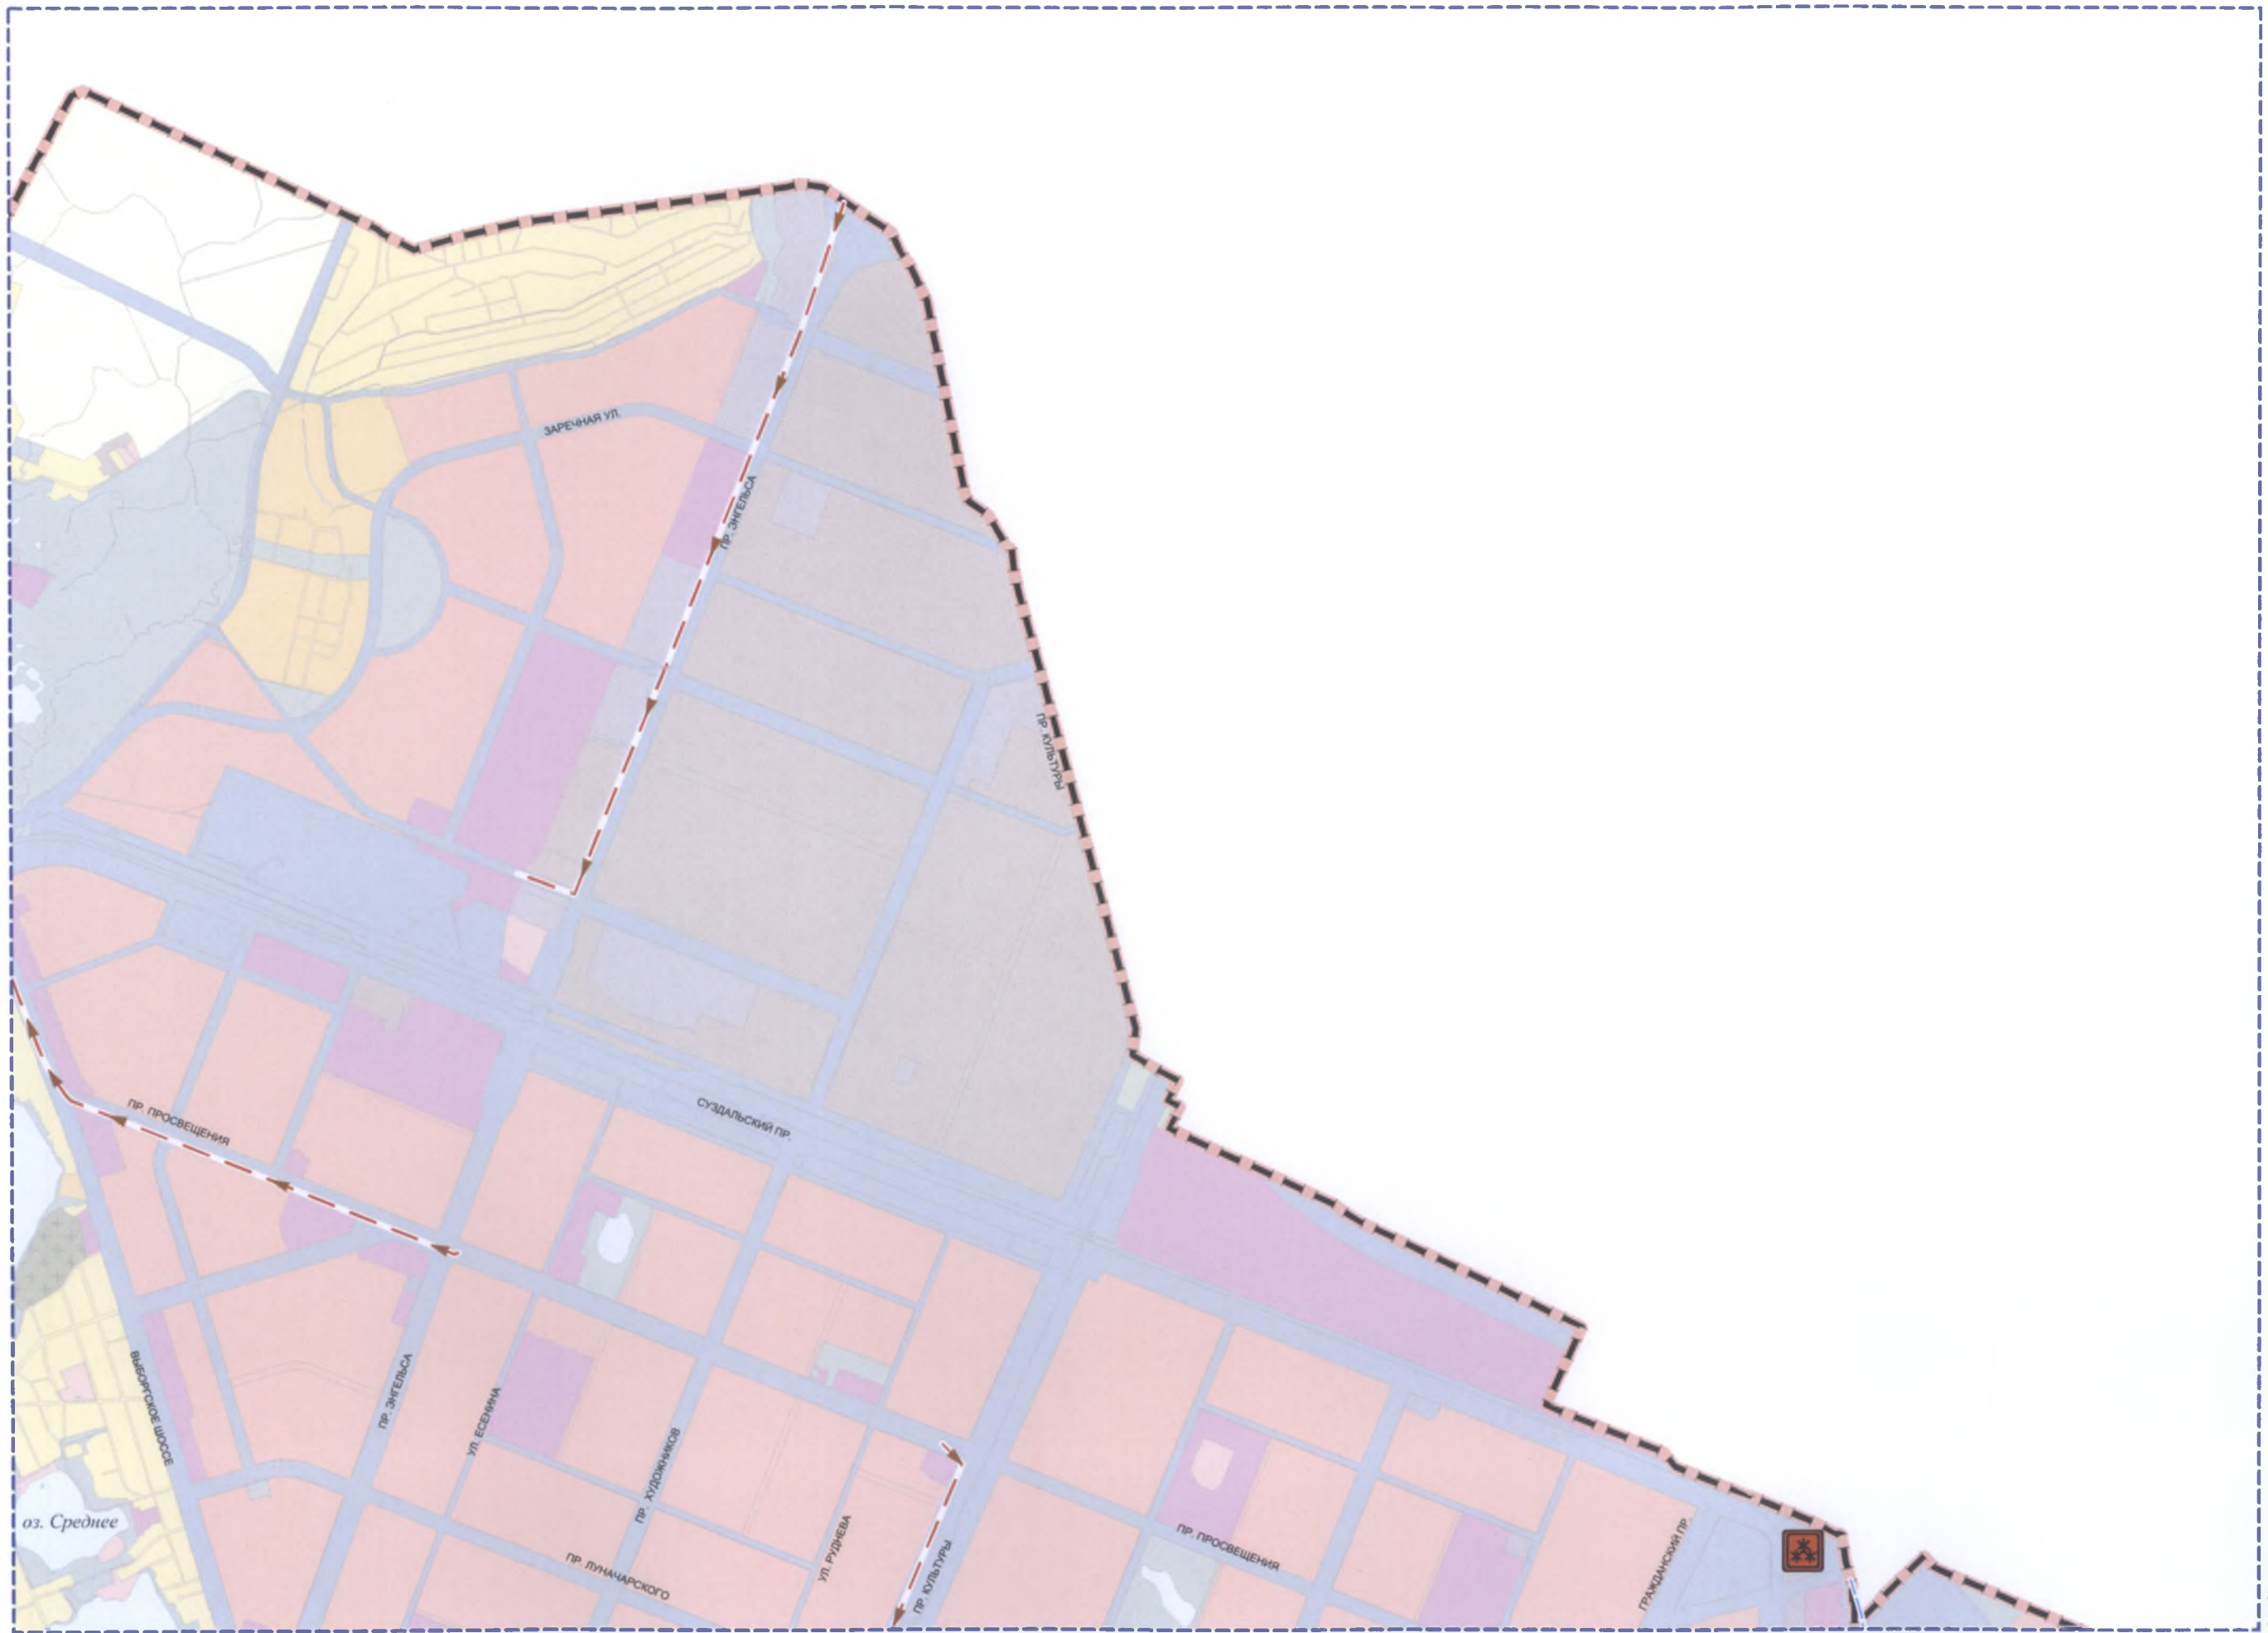 ЗАРЕЧНАЯ УЛ.
ПР. ЭНГЕЛЬСА
ПР. КУЛЬТУРЫ
ПР. ПРОСВЕЩЕНИЯ
СУЗДАЛЬСКИЙ ПР.
ВЫБОРГСКОЕ ШОССЕ
ПР. ЭНГЕЛЬСА
УЛ. ЕСЕНИНА
ПР. ХУДОЖНИКОВ
оз. Среднее
ПР. ЛУНАЧАРСКОГО
УЛ. РУДНЕВА
ПР. КУЛЬТУРЫ
ПР. ПРОСВЕЩЕНИЯ
ГРАЖДАНСКИЙ ПР.